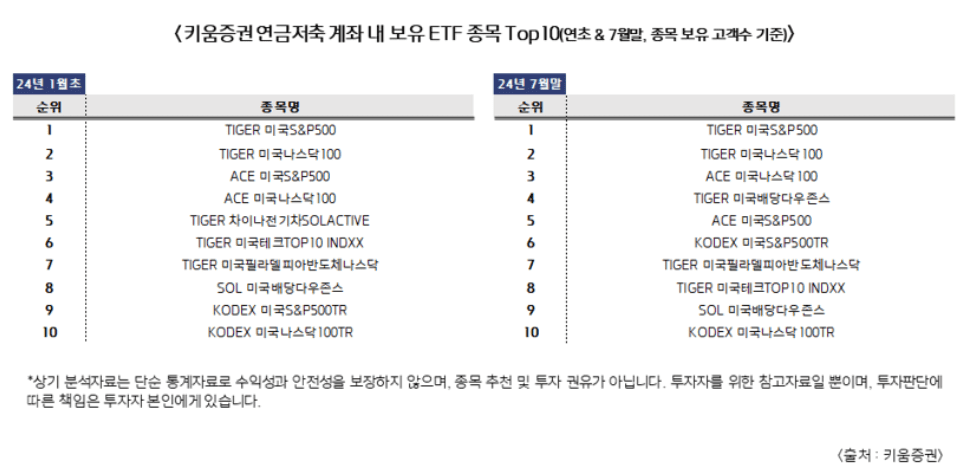 <키움증권 연금저축 계좌 내 보유 ETF 종목 Top10(연초 & 7월말, 종목 보유 고객수 기준)>
24년 1월초
순위 종목명
1 TIGER 미국S&P500
2 TIGER 미국나스닥100
3 ACE 미국S&P500
4 ACE 미국나스닥100
5 TIGER 차이나전기차SOLACTIVE
6 TIGER 미국테크TOP10 INDXX
7 TIGER 미국필라델피아반도체나스닥
8 SOL 미국배당다우존스
9 KODEX 미국S&P500TR
10 KODEX 미국나스닥100TR
24년 7월말
순위 종목명
1 TIGER 미국S&P500
2 TIGER 미국나스닥100
3 ACE 미국나스닥100
4 TIGER 미국배당다우존스
5 ACE 미국S&P500
6 KODEX 미국S&P500TR
7 TIGER 미국필라델피아반도체나스닥
8 TIGER 미국테크TOP10 INDXX
9 SOL 미국배당다우존스
10 KODEX 미국나스닥100TR
*상기 분석자료는 단순 통계자료로 수익성과 안전성을 보장하지 않으며, 종목 추천 및 투자 권유가 아닙니다. 투자자를 위한 참고자료일 뿐이며, 투자판단에
따른 책임은 투자자 본인에게 있습니다.
<출처 : 키움증권>